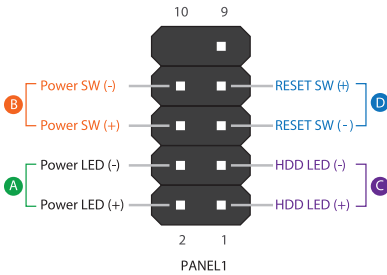 10 9
Power SW (-) RESET SW (+)
B D
Power SW (+) RESET SW (-)
Power LED (-) HDD LED (-)
A C
Power LED (+) HDD LED (+)
2 1
PANEL1